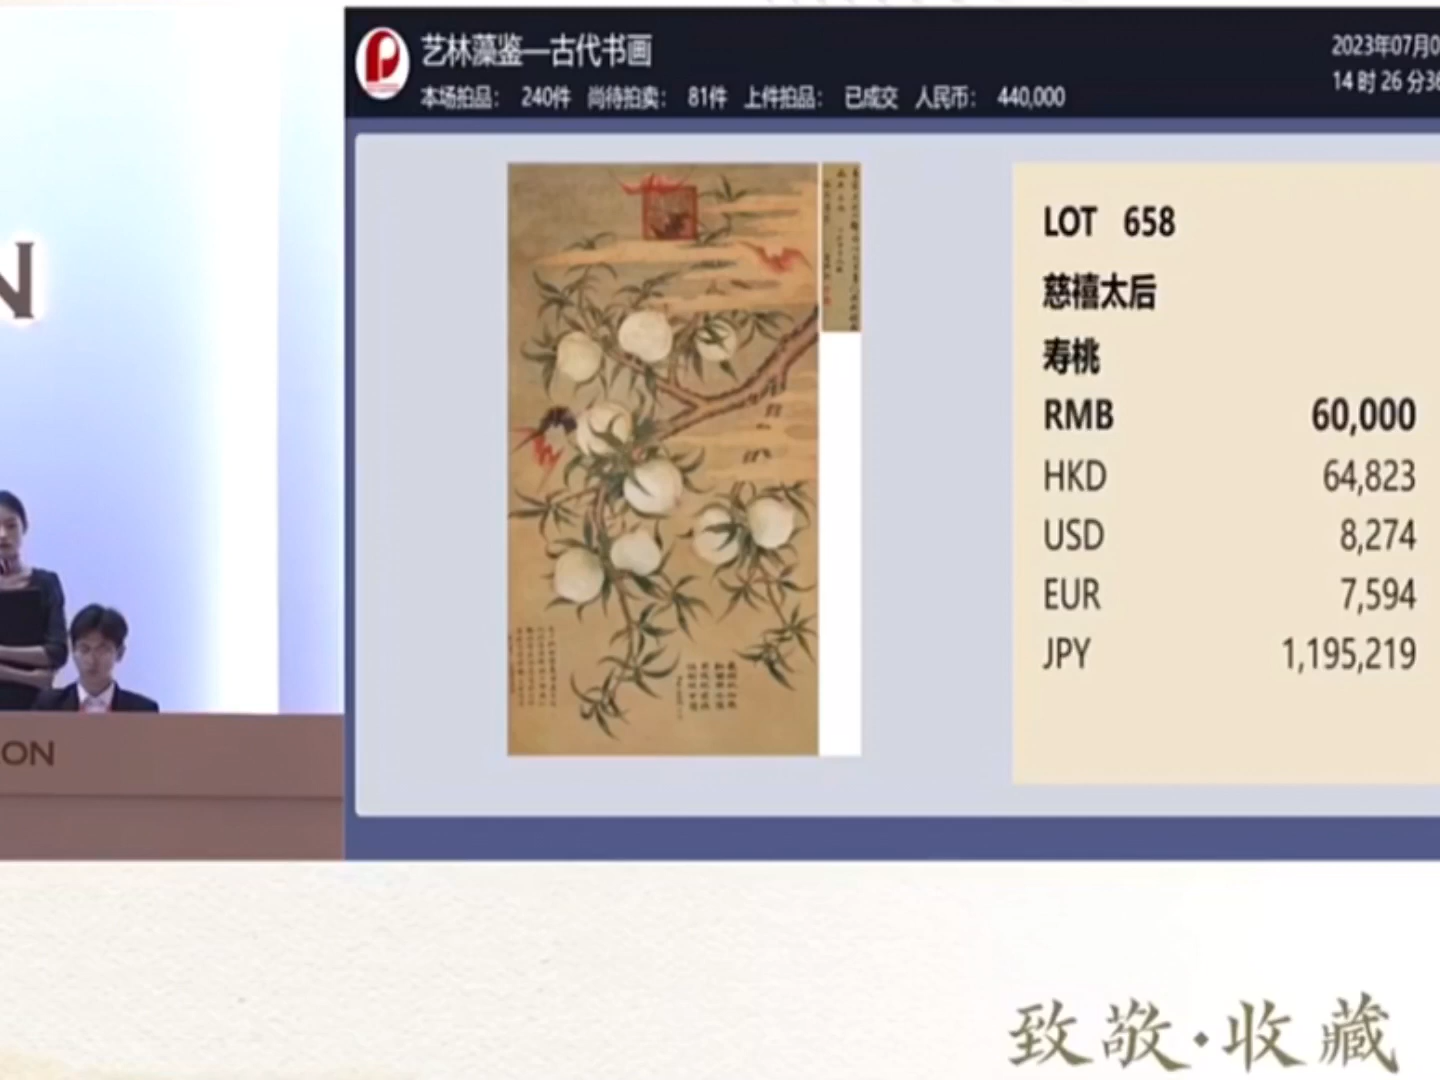 艺林藻鉴—古代书画
2023年07月0
本场拍品： 240件 尚待拍卖： 81件 上件拍品： 已成交 人民币： 440,000
14 时 26 分38
N
LOT 658
慈禧太后
寿桃
RMB 60,000
HKD 64,823
USD 8,274
EUR 7,594
JPY 1,195,219
ON
致敬·收藏